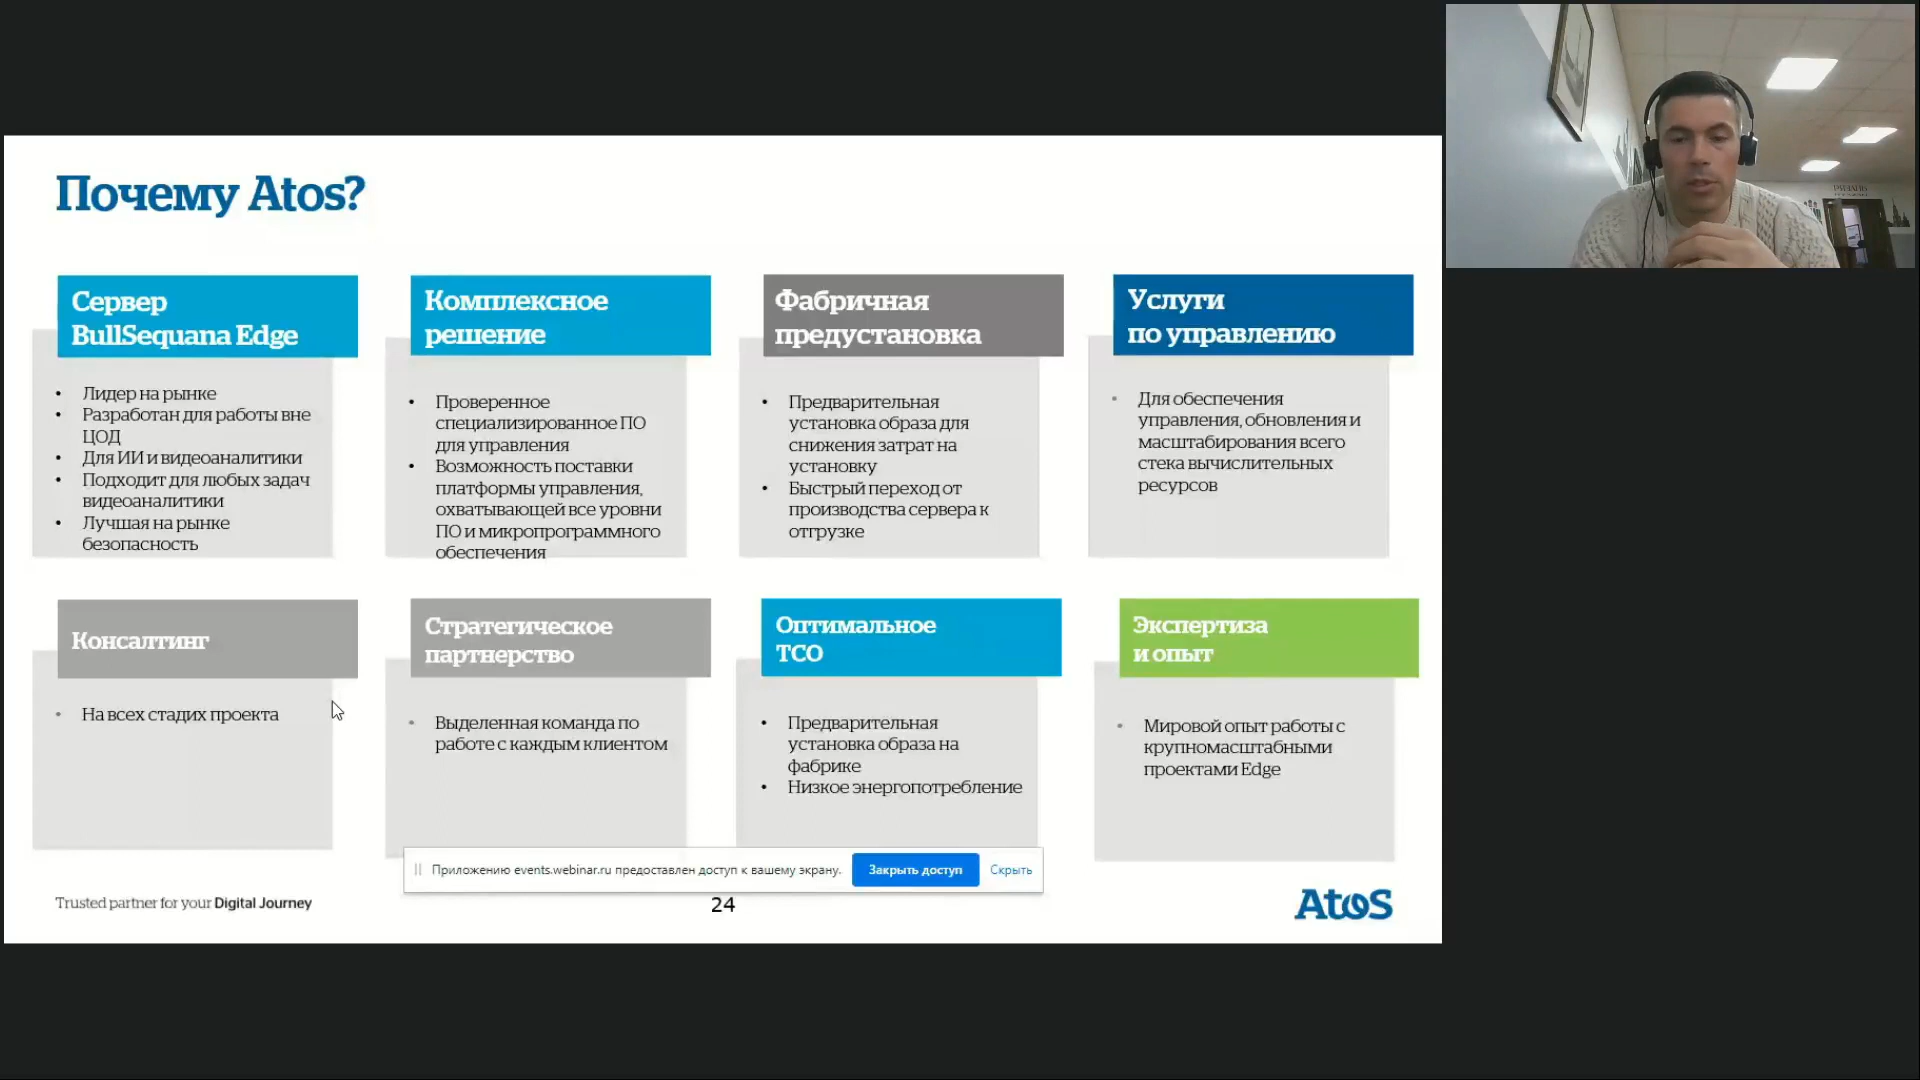 Почему Atos?
Сервер
BullSequana Edge
• Лидер на рынке
• Разработан для работы вне
ЦОД
• Для ИИ и видеоаналитики
• Подходит для любых задач
видеоаналитики
• Лучшая на рынке
безопасность
Комплексное
решение
• Проверенное
специализированное ПО
для управления
• Возможность поставки
платформы управления,
охватывающей все уровни
ПО и микропрограммного
обеспечения
Фабричная
предустановка
• Предварительная
установка образа для
снижения затрат на
установку
• Быстрый переход от
производства сервера к
отгрузке
Услуги
по управлению
• Для обеспечения
управления, обновления и
масштабирования всего
стека вычислительных
ресурсов
Консалтинг
• На всех стадих проекта
Стратегическое
партнерство
• Выделенная команда по
работе с каждым клиентом
Оптимальное
TCO
• Предварительная
установка образа на
фабрике
• Низкое энергопотребление
Экспертиза
и опыт
• Мировой опыт работы с
крупномасштабными
проектами Edge
Приложению events.webinar.ru предоставлен доступ к вашему экрану.
Закрыть доступ
Скрыть
Trusted partner for your Digital Journey
24
Atos